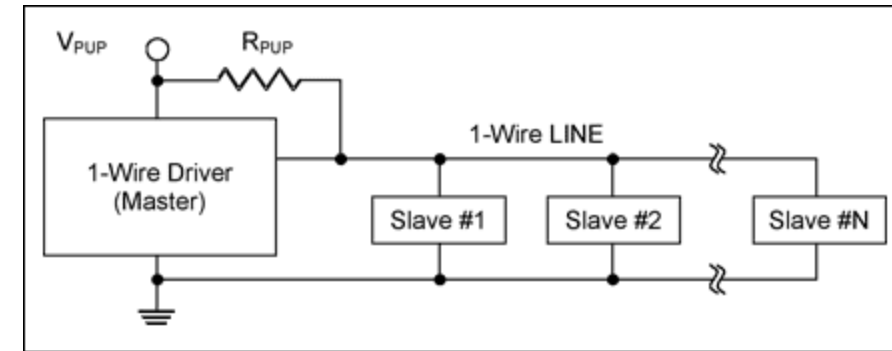 VPUP
RPUP
1-Wire LINE
1-Wire Driver
(Master)
Slave #1
Slave #2
Slave #N